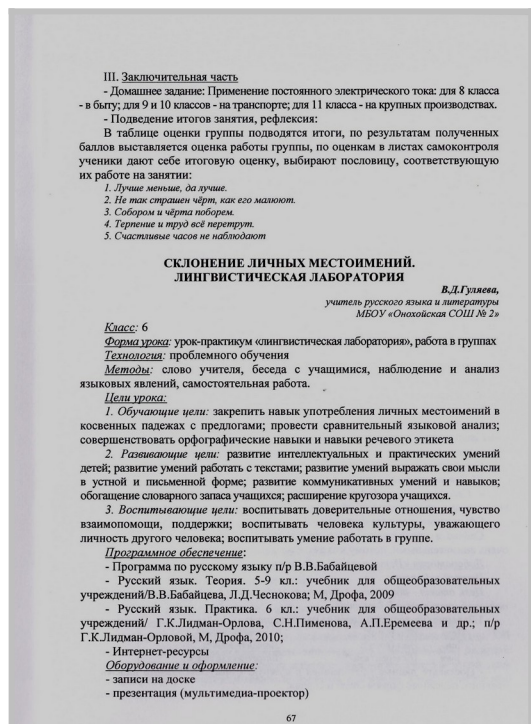 III. Заключительная часть
- Домашнее задание: Применение постоянного электрического тока: для 8 класса
- в быту; для 9 и 10 классов - на транспорте; для 11 класса - на крупных производствах.
- Подведение итогов занятия, рефлексия:
В таблице оценки группы подводятся итоги, по результатам полученных
баллов выставляется оценка работы группы, по оценкам в листах самоконтроля
ученики дают себе итоговую оценку, выбирают пословицу, соответствующую
их работе на занятии:
1. Лучше меньше, да лучше.
2. Не так страшен чёрт, как его малюют.
3. Собором и чёрта поборем.
4. Терпение и труд всё перетрут.
5. Счастливые часов не наблюдают
СКЛОНЕНИЕ ЛИЧНЫХ МЕСТОИМЕНИЙ.
ЛИНГВИСТИЧЕСКАЯ ЛАБОРАТОРИЯ
В.Д.Гуляева,
учитель русского языка и литературы
МБОУ «Онохойская СОШ № 2»
Класс: 6
Форма урока: урок-практикум «лингвистическая лаборатория», работа в группах
Технология: проблемного обучения
Методы: слово учителя, беседа с учащимися, наблюдение и анализ
языковых явлений, самостоятельная работа.
Цели урока:
1. Обучающие цели: закрепить навык употребления личных местоимений в
косвенных падежах с предлогами; провести сравнительный языковой анализ;
совершенствовать орфографические навыки и навыки речевого этикета
2. Развивающие цели: развитие интеллектуальных и практических умений
детей; развитие умений работать с текстами; развитие умений выражать свои мысли
в устной и письменной форме; развитие коммуникативных умений и навыков;
обогащение словарного запаса учащихся; расширение кругозора учащихся.
3. Воспитывающие цели: воспитывать доверительные отношения, чувство
взаимопомощи, поддержки; воспитывать человека культуры, уважающего
личность другого человека; воспитывать умение работать в группе.
Программное обеспечение:
- Программа по русскому языку п/р В.В.Бабайцевой
- Русский язык. Теория. 5-9 кл.: учебник для общеобразовательных
учреждений/В.В.Бабайцева, Л.Д.Чеснокова; М, Дрофа, 2009
- Русский язык. Практика. 6 кл.: учебник для общеобразовательных
учреждений/ Г.К.Лидман-Орлова, С.Н.Пименова, А.П.Еремеева и др.; п/р
Г.К.Лидман-Орловой, М, Дрофа, 2010;
- Интернет-ресурсы
Оборудование и оформление:
- записи на доске
- презентация (мультимедиа-проектор)
67